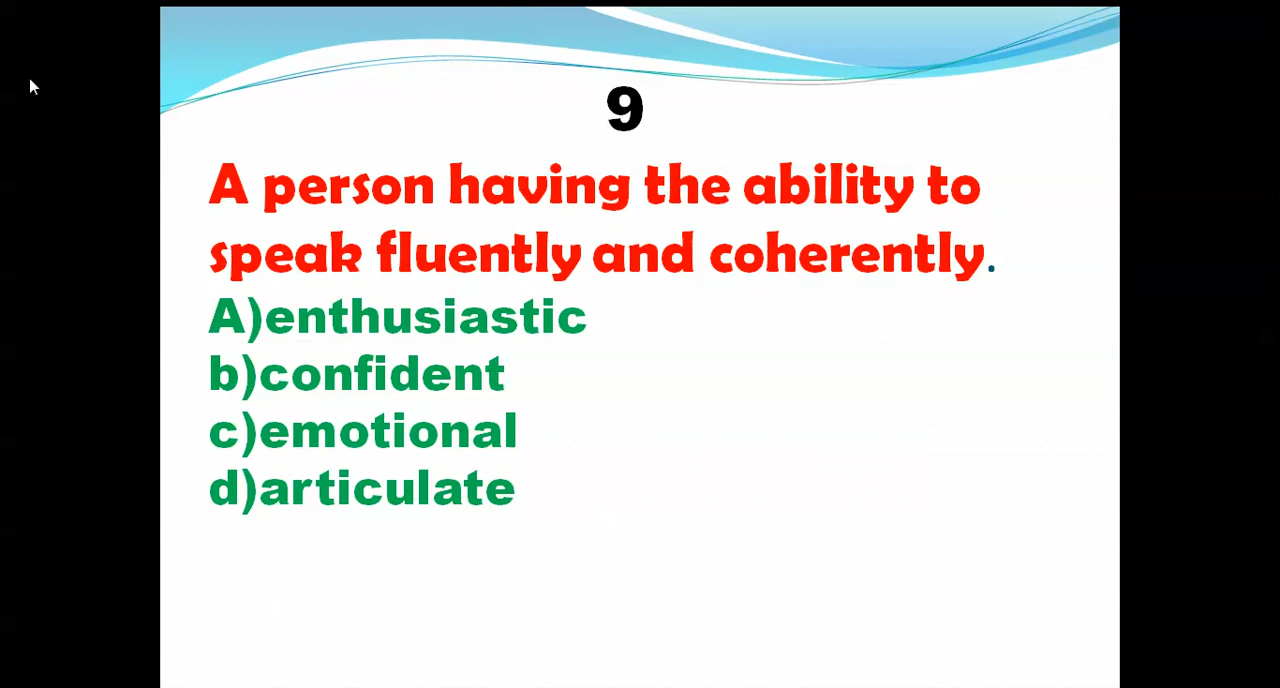 9
A person having the ability to
speak fluently and coherently.
A)enthusiastic
b)confident
c)emotional
d)articulate